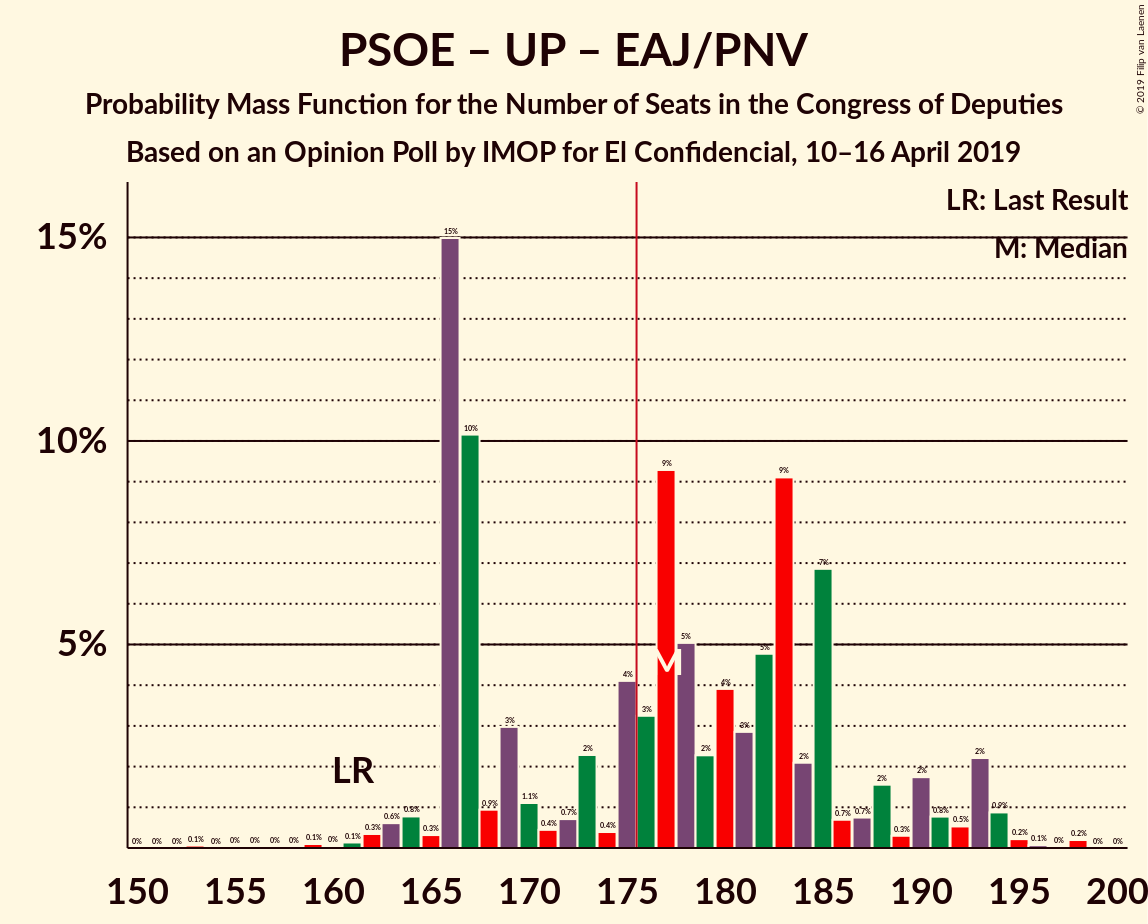 PSOE – UP – EAJ/PNV
Probability Mass Function for the Number of Seats in the Congress of Deputies
Based on an Opinion Poll by IMOP for El Confidencial, 10–16 April 2019
© 2019 Filip van Laenen
LR: Last Result
M: Median
15%
10%
5%
0% 0% 0% 0.1% 0% 0% 0% 0% 0% 0.1% 0% 0.1% 0.3% 0.6% 0.8% 0.3% 15% 10% 0.9% 3% 1.1% 0.4% 0.7% 2% 0.4% 4% 3% 9% 5% 2% 4% 3% 5% 9% 2% 7% 0.7% 0.7% 2% 0.3% 2% 0.8% 0.5% 2% 0.9% 0.2% 0.1% 0% 0.2% 0% 0%
LR
M
150 155 160 165 170 175 180 185 190 195 200